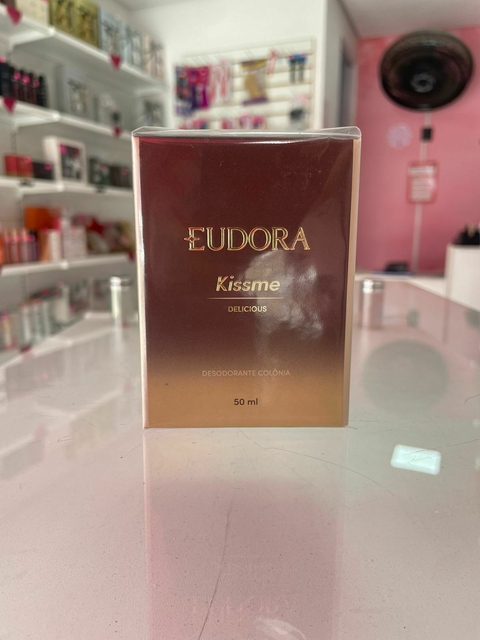 EUDORA
Kissme
DELICIOUS
DESODORANTE COLÔNIA
50 ml